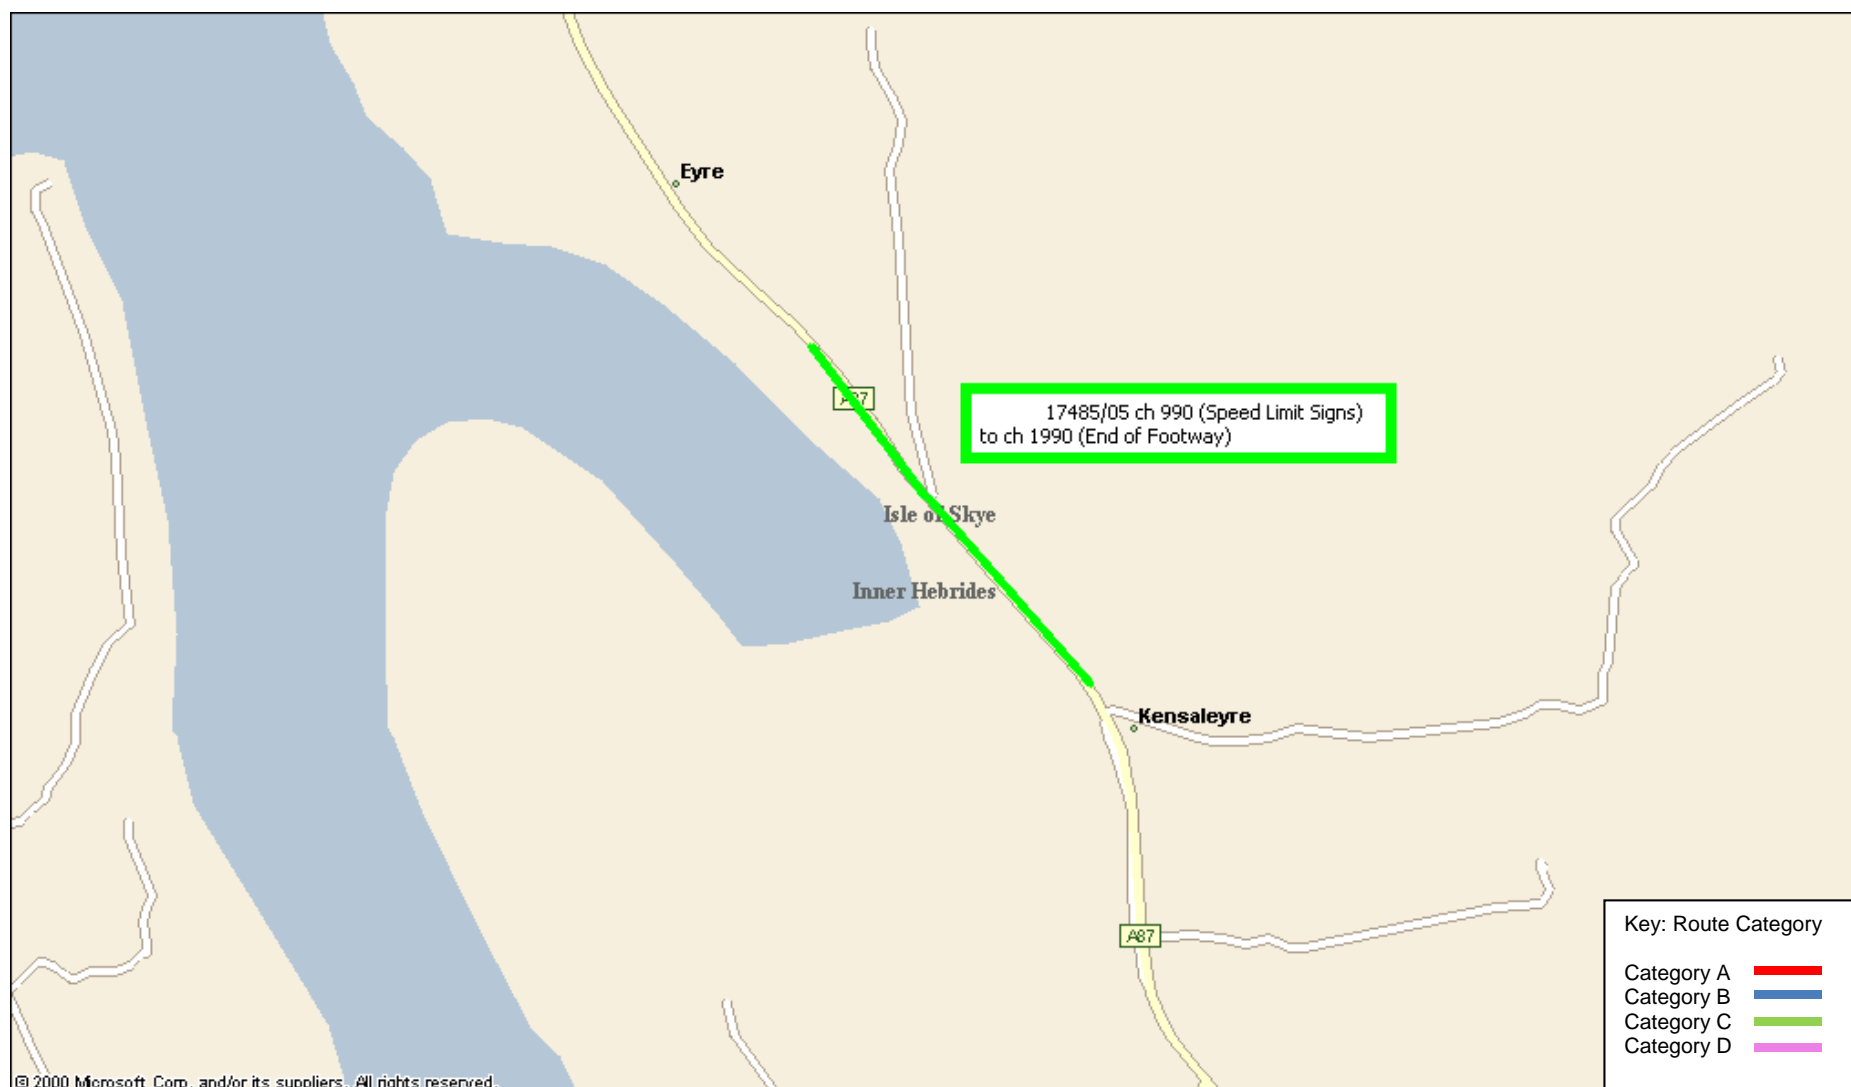 Eyre
A87
17485/05 ch 990 (Speed Limit Signs)
to ch 1990 (End of Footway)
Isle of Skye
Inner Hebrides
Kensaleyre
A87
Key: Route Category
Category A
Category B
Category C
Category D
© 2000 Microsoft Corp. and/or its suppliers. All rights reserved.